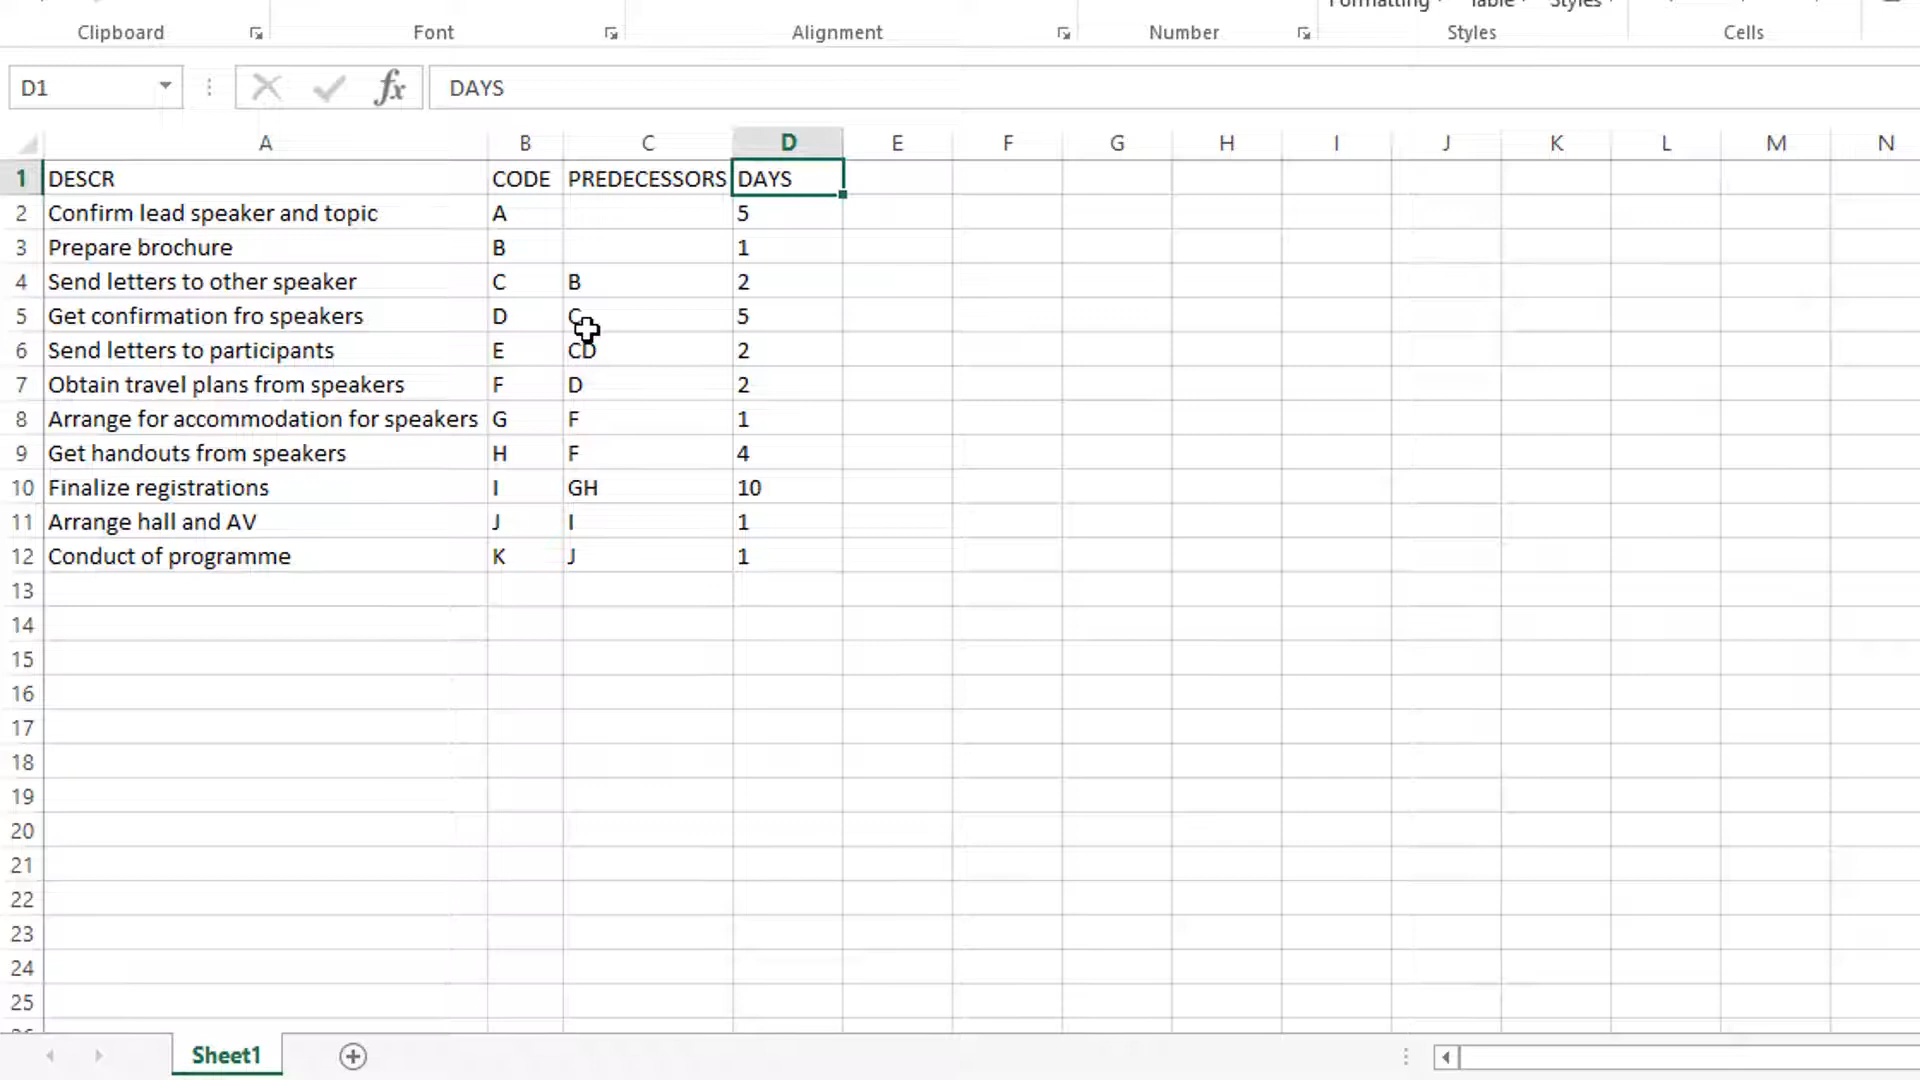 Formatting Table Styles
Clipboard Font Alignment Number Styles Cells
D1 fx DAYS
A B C D E F G H I J K L M N
1 DESCR CODE PREDECESSORS DAYS
2 Confirm lead speaker and topic A 5
3 Prepare brochure B 1
4 Send letters to other speaker C B 2
5 Get confirmation fro speakers D C 5
6 Send letters to participants E CD 2
7 Obtain travel plans from speakers F D 2
8 Arrange for accommodation for speakers G F 1
9 Get handouts from speakers H F 4
10 Finalize registrations I GH 10
11 Arrange hall and AV J I 1
12 Conduct of programme K J 1
13
14
15
16
17
18
19
20
21
22
23
24
25
Sheet1